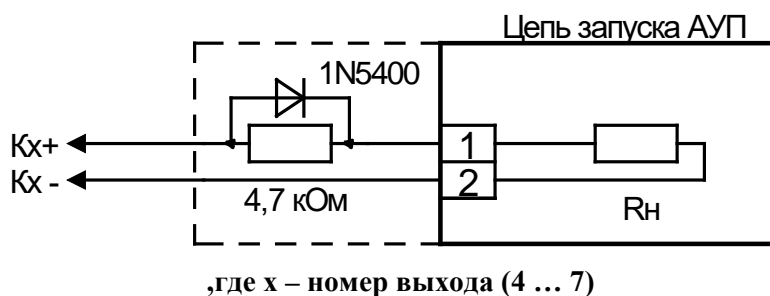 Цепь запуска АУП
1N5400
Кх+
Кх -
4,7 кОм
1
2
Rн
,где х – номер выхода (4 … 7)